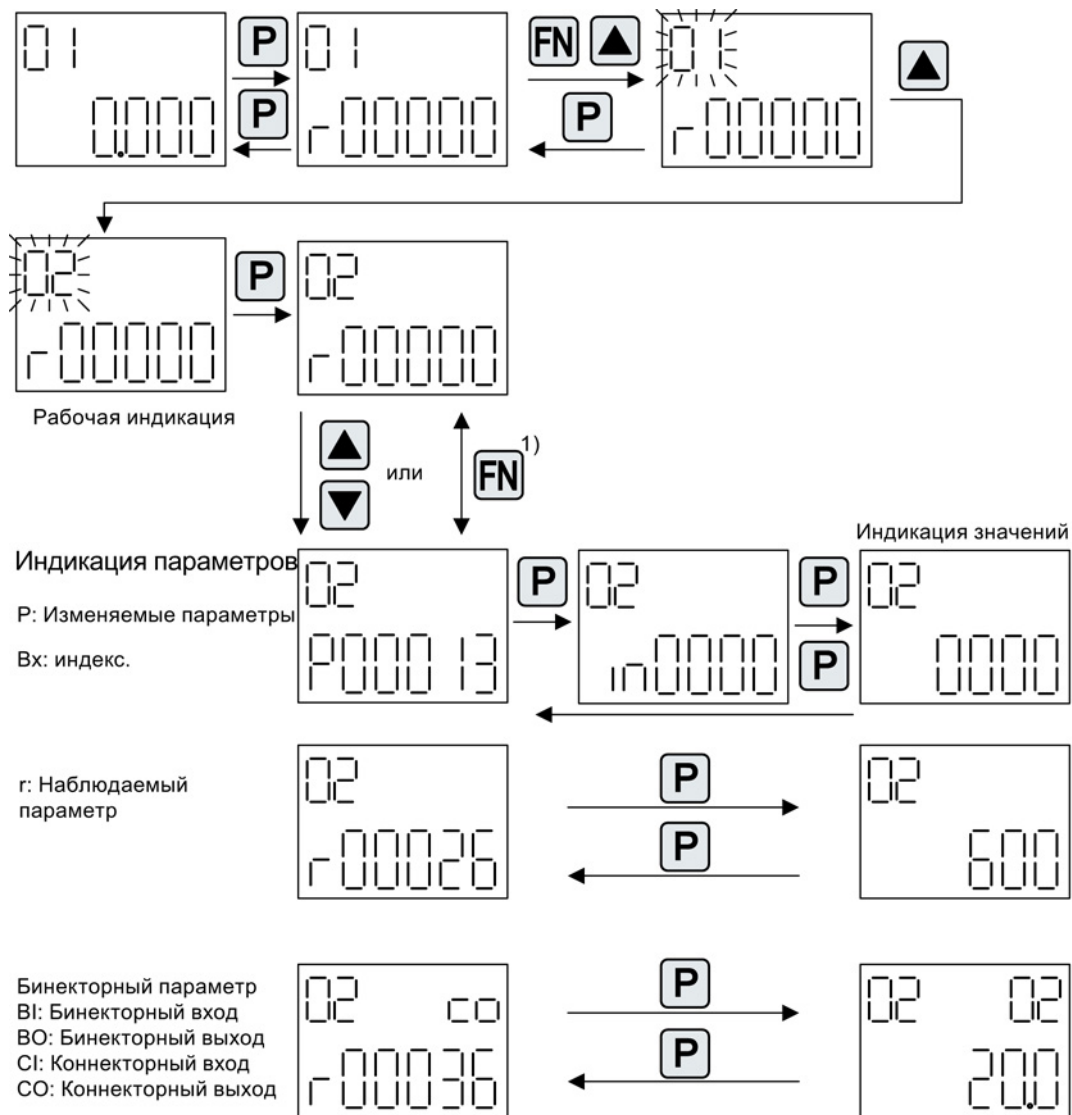 01 P 01 FN 01
0.000 P r00000 P r00000
02 P 02
r00000 r00000
Рабочая индикация
или FN 1)
Индикация значений
Индикация параметров 02 P 02 P 02
P: Изменяемые параметры
Вх: индекс. P00013 in0000 P 0000
r: Наблюдаемый
параметр
02 P 02
r00026 P 600
Бинекторный параметр
BI: Бинекторный вход
BO: Бинекторный выход
CI: Коннекторный вход
CO: Коннекторный выход
02 co P 02 02
r00036 P 20.0